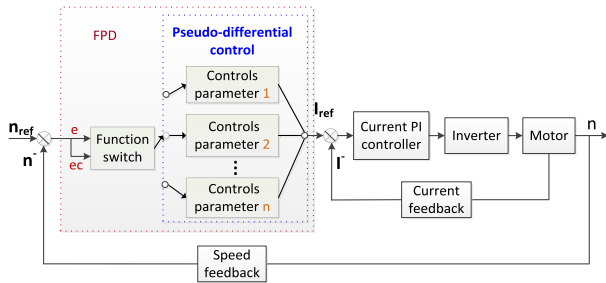 FPD
Pseudo-differential
control
Controls
parameter 1
Controls
parameter 2
Controls
parameter n
n ref
n-
e
ec
Function
switch
I ref
I-
Current PI
controller
Inverter
Motor
n
Current
feedback
Speed
feedback